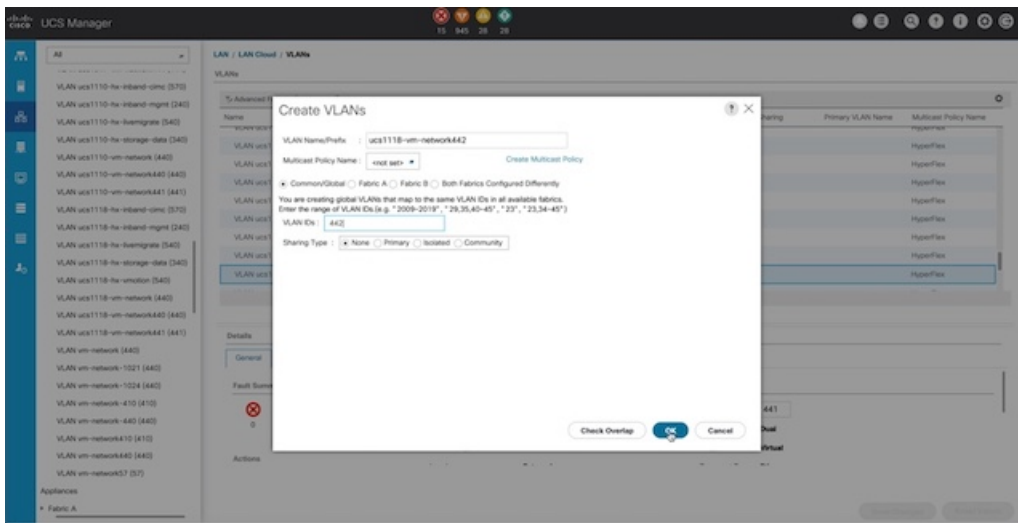 cisco UCS Manager
15 945 28 28
All
LAN / LAN Cloud / VLANs
VLANs
VLAN ucs1110-hx-inband-cimc (570)
VLAN ucs1110-hx-inband-mgmt (240)
VLAN ucs1110-hx-livemigrate (540)
VLAN ucs1110-hx-storage-data (340)
VLAN ucs1110-vm-network (440)
VLAN ucs1110-vm-network440 (440)
VLAN ucs1110-vm-network441 (441)
VLAN ucs1118-hx-inband-cimc (570)
VLAN ucs1118-hx-inband-mgmt (240)
VLAN ucs1118-hx-livemigrate (540)
VLAN ucs1118-hx-storage-data (340)
VLAN ucs1118-hx-vmotion (540)
VLAN ucs1118-vm-network (440)
VLAN ucs1118-vm-network440 (440)
VLAN ucs1118-vm-network441 (441)
VLAN vm-network (440)
VLAN vm-network-1021 (440)
VLAN vm-network-1024 (440)
VLAN vm-network-410 (410)
VLAN vm-network-440 (440)
VLAN vm-network410 (410)
VLAN vm-network440 (440)
VLAN vm-network57 (57)
Appliances
Fabric A
Name
Sharing Primary VLAN Name Multicast Policy Name
HyperFlex
HyperFlex
HyperFlex
HyperFlex
HyperFlex
HyperFlex
HyperFlex
HyperFlex
HyperFlex
Create VLANs
VLAN Name/Prefix : ucs1118-vm-network442
Multicast Policy Name : <not set> Create Multicast Policy
Common/Global Fabric A Fabric B Both Fabrics Configured Differently
You are creating global VLANs that map to the same VLAN IDs in all available fabrics.
Enter the range of VLAN IDs.(e.g. " 2009-2019" , " 29,35,40-45" , " 23" , " 23,34-45" )
VLAN IDs : 442
Sharing Type : None Primary Isolated Community
Check Overlap OK Cancel
Details
General
0
Actions
441
Dual
Virtual